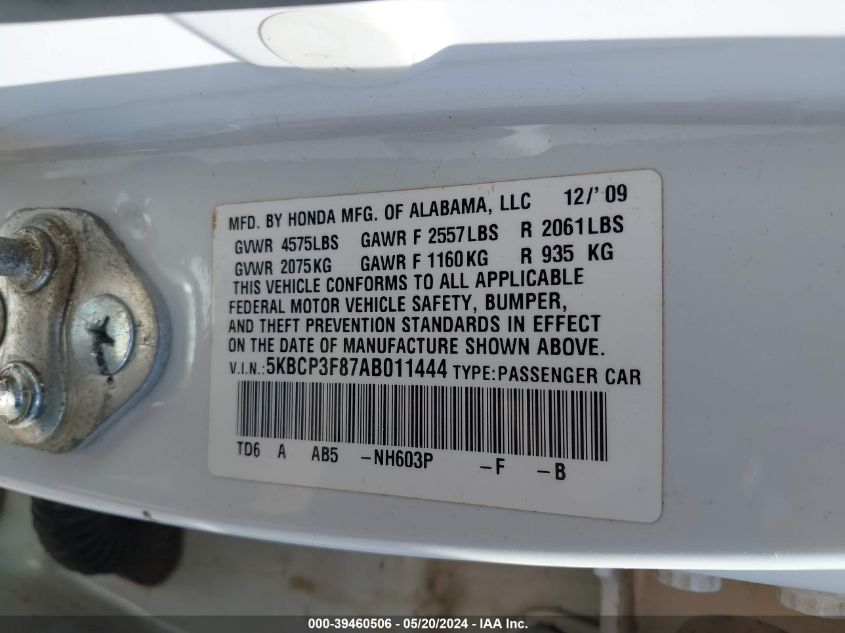 MFD. BY HONDA MFG. OF ALABAMA, LLC 12/'09
GVWR 4575LBS GAWR F 2557LBS R 2061LBS
GVWR 2075KG GAWR F 1160KG R 935 KG
THIS VEHICLE CONFORMS TO ALL APPLICABLE
FEDERAL MOTOR VEHICLE SAFETY, BUMPER,
AND THEFT PREVENTION STANDARDS IN EFFECT
ON THE DATE OF MANUFACTURE SHOWN ABOVE.
V.I.N.:5KBCP3F87AB011444 TYPE:PASSENGER CAR
TD6 A AB5 -NH603P -F -B
000-39460506 - 05/20/2024 - IAA Inc.